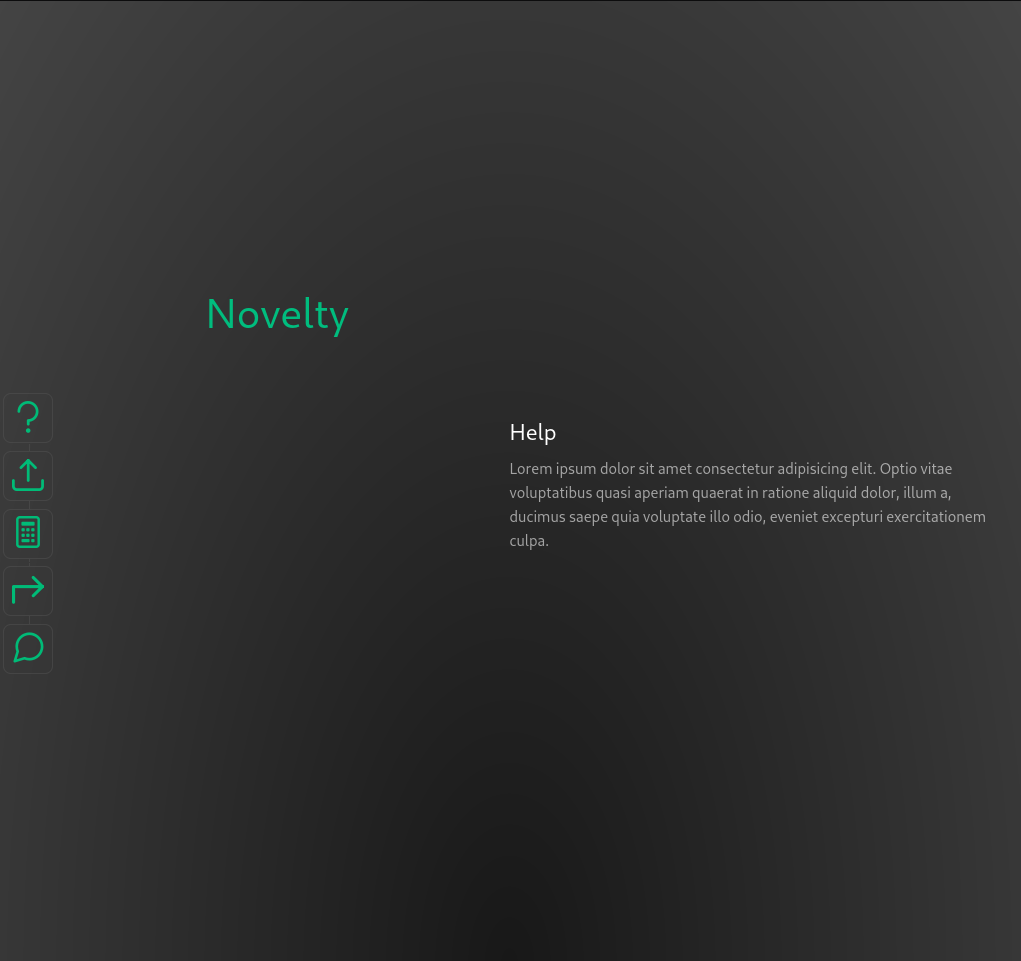 Novelty
Help
Lorem ipsum dolor sit amet consectetur adipisicing elit. Optio vitae
voluptatibus quasi aperiam quaerat in ratione aliquid dolor, illum a,
ducimus saepe quia voluptate illo odio, eveniet excepturi exercitationem
culpa.